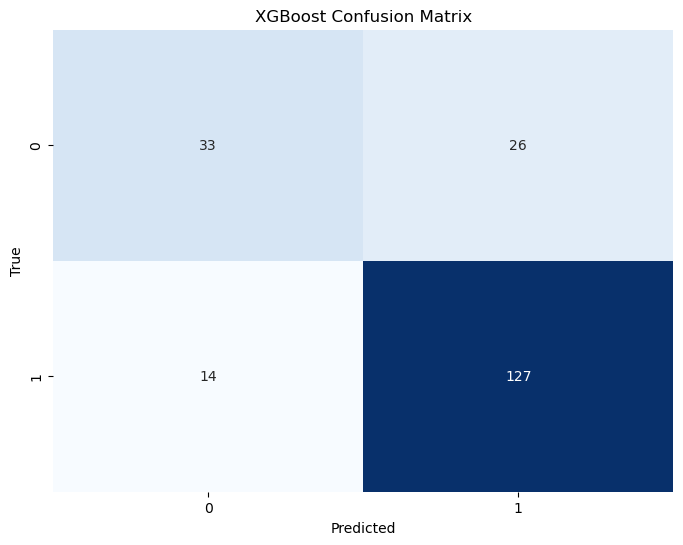 XGBoost Confusion Matrix
True
0
33
26
1
14
127
0
1
Predicted